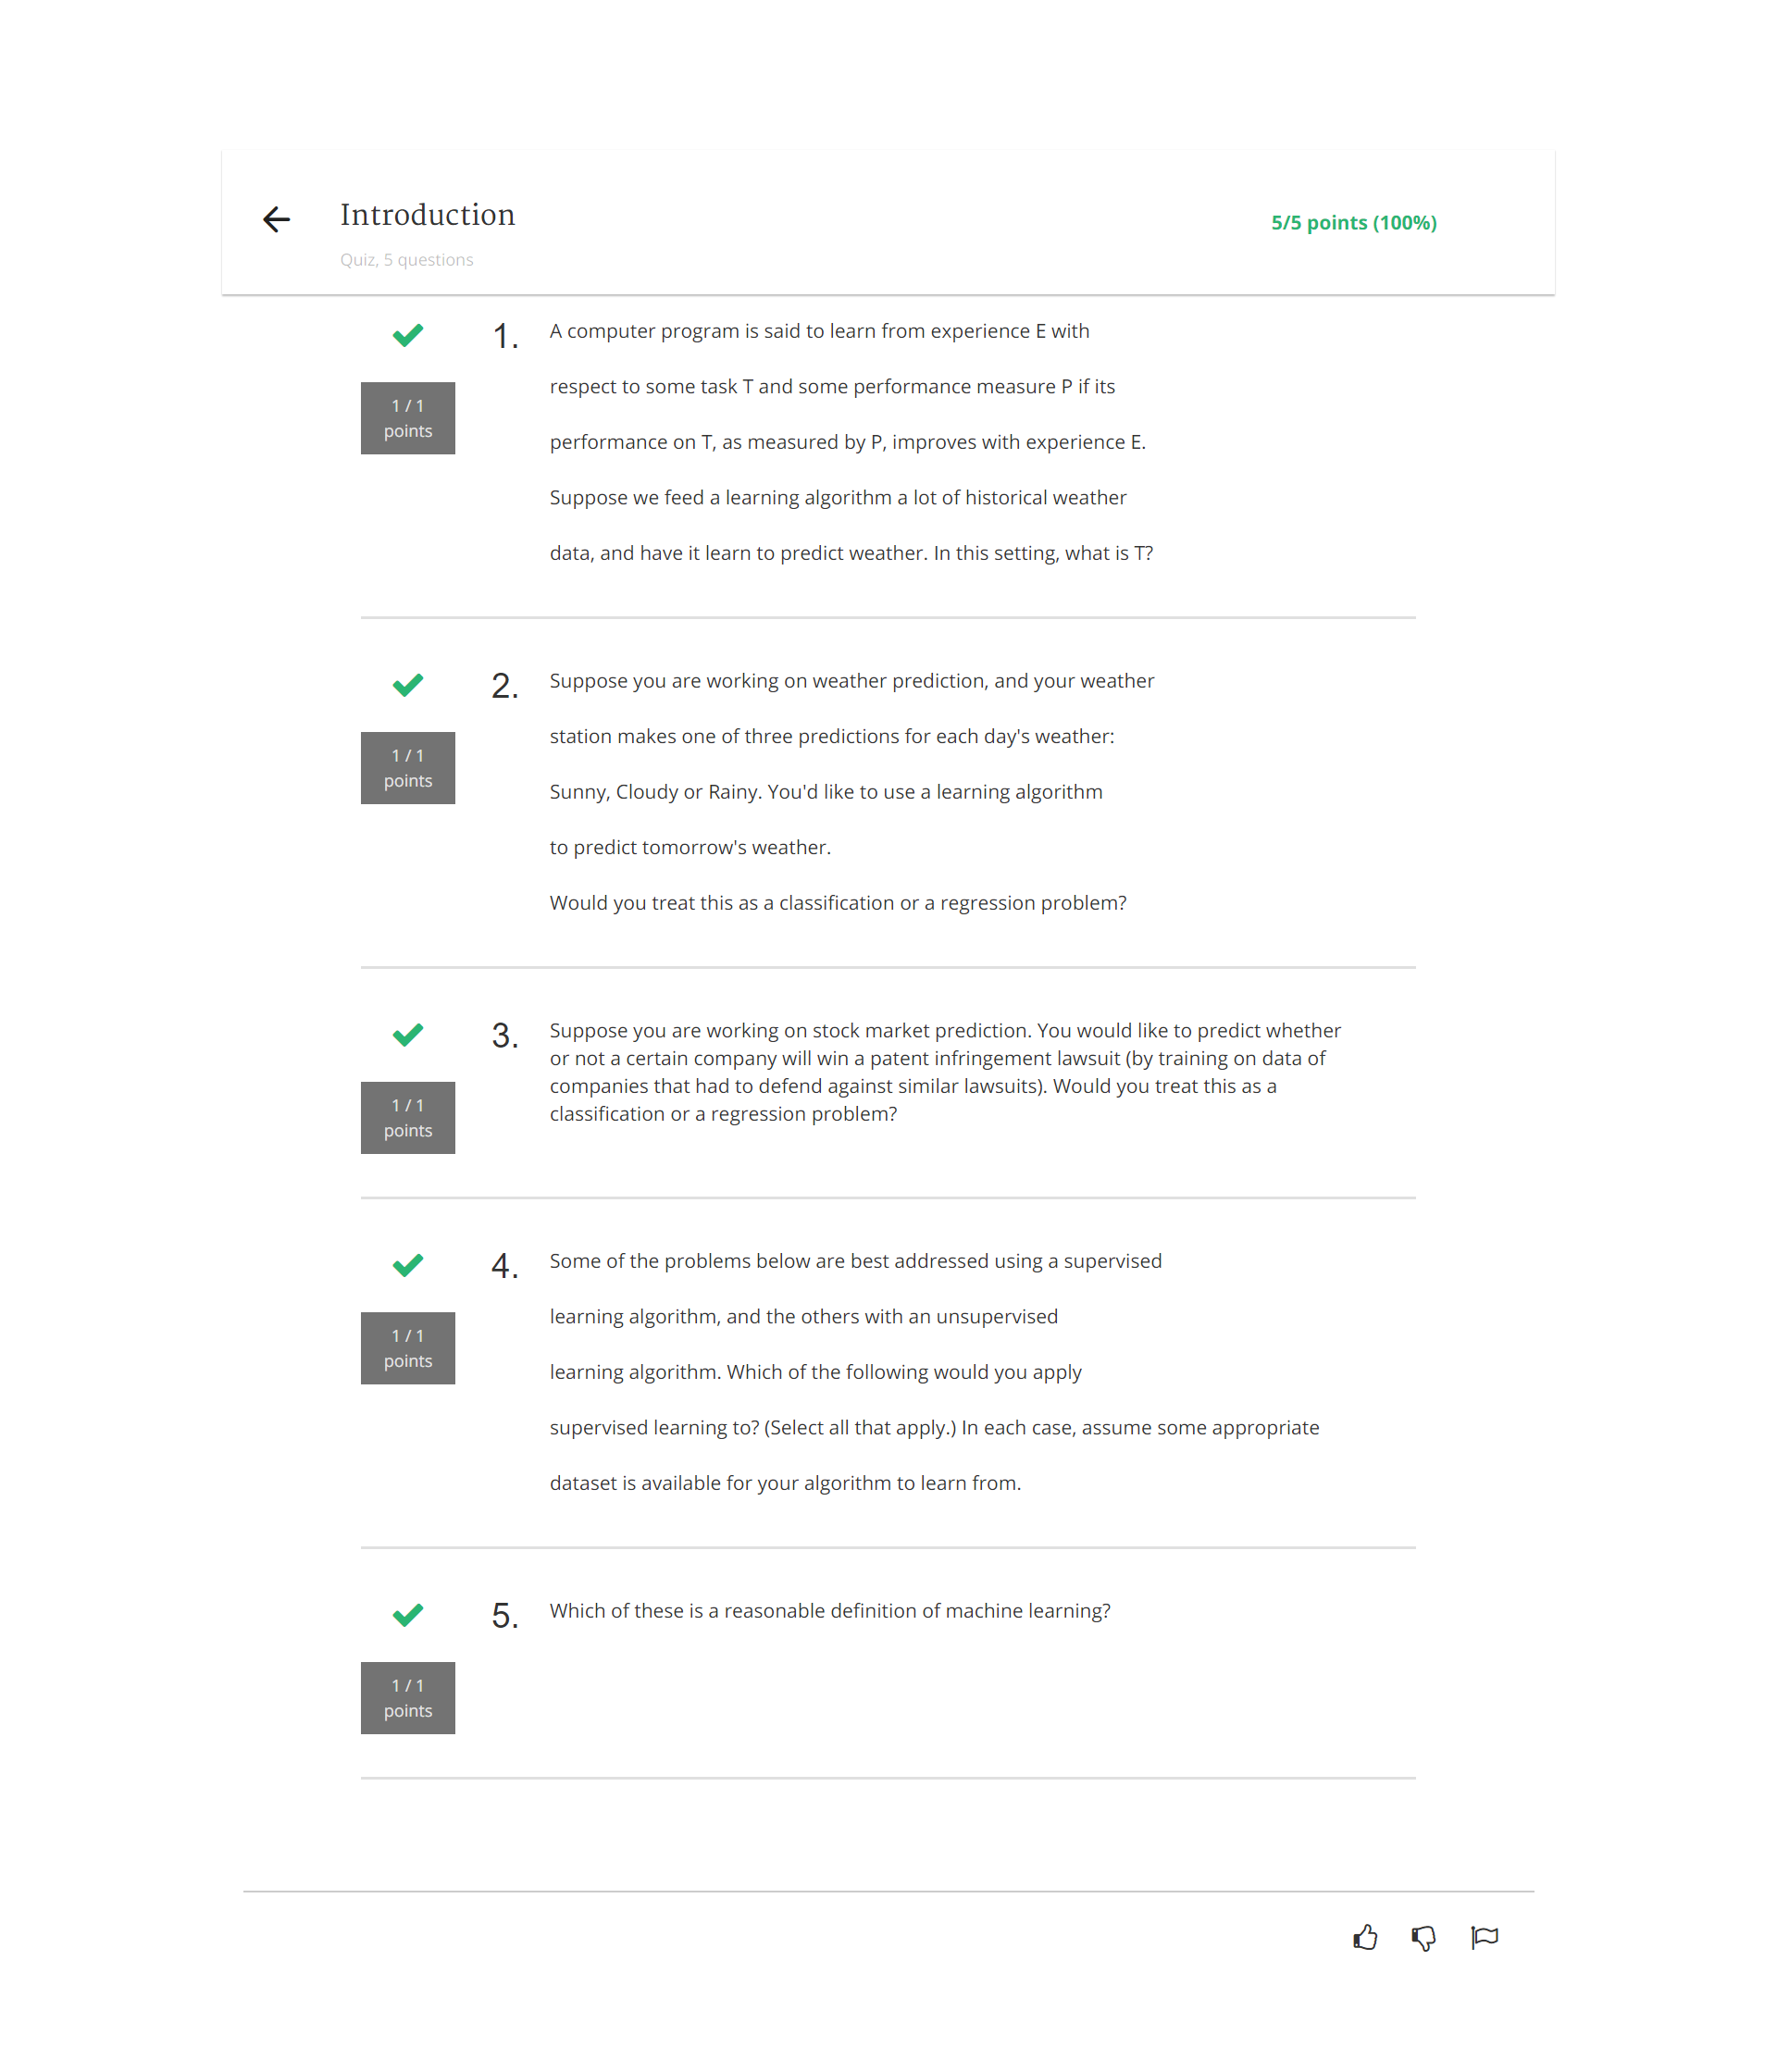 Introduction
5/5 points (100%)
Quiz, 5 questions
1. A computer program is said to learn from experience E with
respect to some task T and some performance measure P if its
1 / 1
points
performance on T, as measured by P, improves with experience E.
Suppose we feed a learning algorithm a lot of historical weather
data, and have it learn to predict weather. In this setting, what is T?
2. Suppose you are working on weather prediction, and your weather
station makes one of three predictions for each day's weather:
1 / 1
points
Sunny, Cloudy or Rainy. You'd like to use a learning algorithm
to predict tomorrow's weather.
Would you treat this as a classification or a regression problem?
3. Suppose you are working on stock market prediction. You would like to predict whether
or not a certain company will win a patent infringement lawsuit (by training on data of
companies that had to defend against similar lawsuits). Would you treat this as a
classification or a regression problem?
1 / 1
points
4. Some of the problems below are best addressed using a supervised
learning algorithm, and the others with an unsupervised
1 / 1
points
learning algorithm. Which of the following would you apply
supervised learning to? (Select all that apply.) In each case, assume some appropriate
dataset is available for your algorithm to learn from.
5. Which of these is a reasonable definition of machine learning?
1 / 1
points